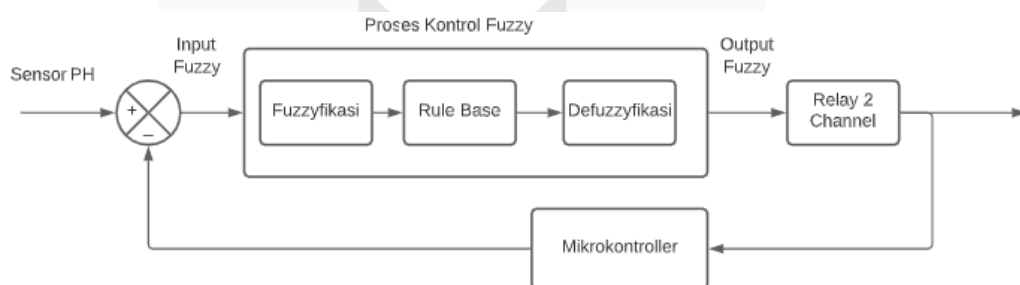 Proses Kontrol Fuzzy
Sensor PH
Input
Fuzzy
Output
Fuzzy
+
−
Fuzzyfikasi
Rule Base
Defuzzyfikasi
Relay 2
Channel
Mikrokontroller